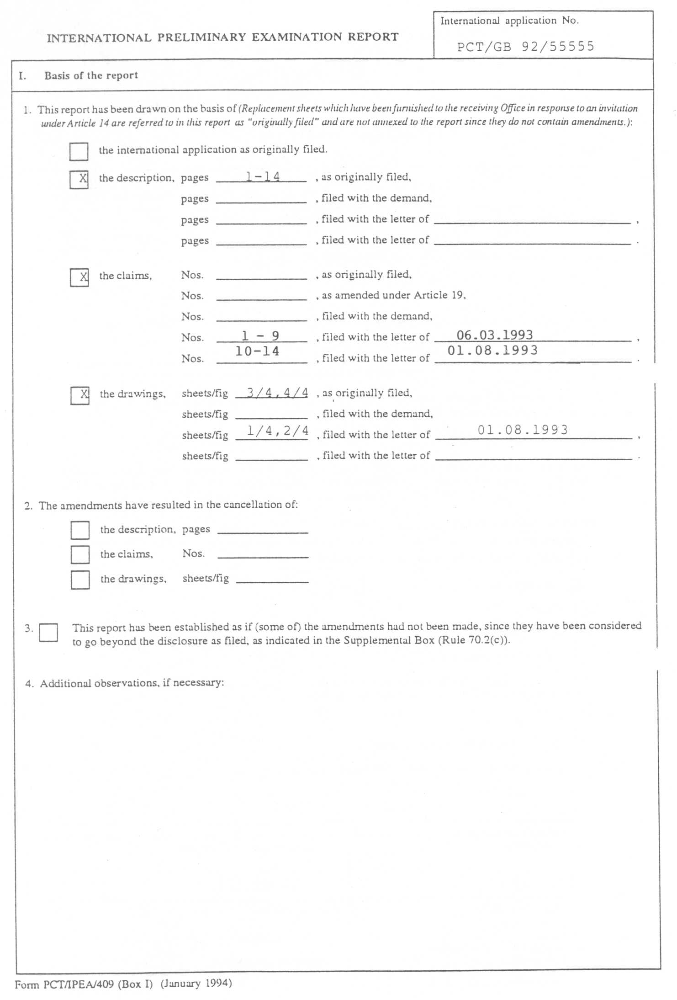 International application No.
INTERNATIONAL PRELIMINARY EXAMINATION REPORT
PCT/GB 92/55555
I. Basis of the report
1. This report has been drawn on the basis of (Replacement sheets which have been furnished to the receiving Office in response to an invitation
under Article 14 are referred to in this report as "originally filed" and are not annexed to the report since they do not contain amendments.):
the international application as originally filed.
X the description, pages 1-14 , as originally filed,
pages , filed with the demand,
pages , filed with the letter of ,
pages , filed with the letter of .
X the claims, Nos. , as originally filed,
Nos. , as amended under Article 19,
Nos. , filed with the demand,
Nos. 1 - 9 , filed with the letter of 06.03.1993 ,
Nos. 10-14 , filed with the letter of 01.08.1993 .
X the drawings, sheets/fig 3/4,4/4 , as originally filed,
sheets/fig , filed with the demand,
sheets/fig 1/4,2/4 , filed with the letter of 01.08.1993 ,
sheets/fig , filed with the letter of .
2. The amendments have resulted in the cancellation of:
the description, pages
the claims, Nos.
the drawings, sheets/fig
3. This report has been established as if (some of) the amendments had not been made, since they have been considered
to go beyond the disclosure as filed, as indicated in the Supplemental Box (Rule 70.2(c)).
4. Additional observations, if necessary:
Form PCT/IPEA/409 (Box I) (January 1994)